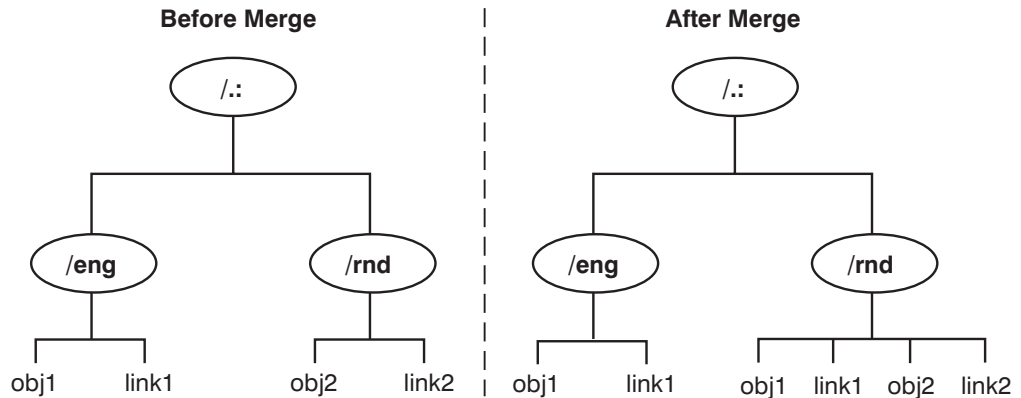 Before Merge
/.:
/eng
/rnd
obj1 link1 obj2 link2
After Merge
/.:
/eng
/rnd
obj1 link1 obj1 link1 obj2 link2